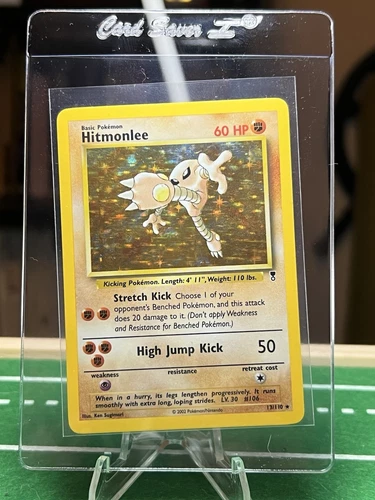 Card Saver I
Basic Pokémon
Hitmonlee
60 HP
Kicking Pokémon. Length: 4' 11", Weight: 110 lbs.
Stretch Kick Choose 1 of your
opponent's Benched Pokémon, and this attack
does 20 damage to it. (Don't apply Weakness
and Resistance for Benched Pokémon.)
High Jump Kick 50
weakness resistance retreat cost
When in a hurry, its legs lengthen progressively. It runs
smoothly with extra long, loping strides. LV. 30 #106
Illus. Ken Sugimori © 2002 Pokémon/Nintendo 13/110 ★